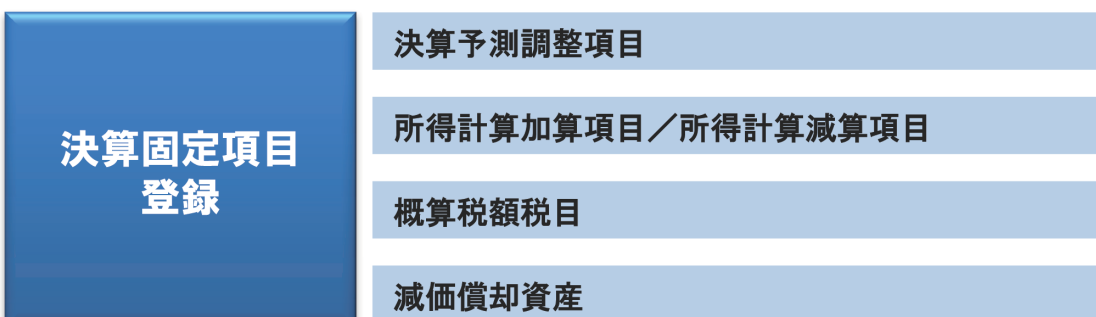 決算固定項目
登録
決算予測調整項目
所得計算加算項目／所得計算減算項目
概算税額税目
減価償却資産